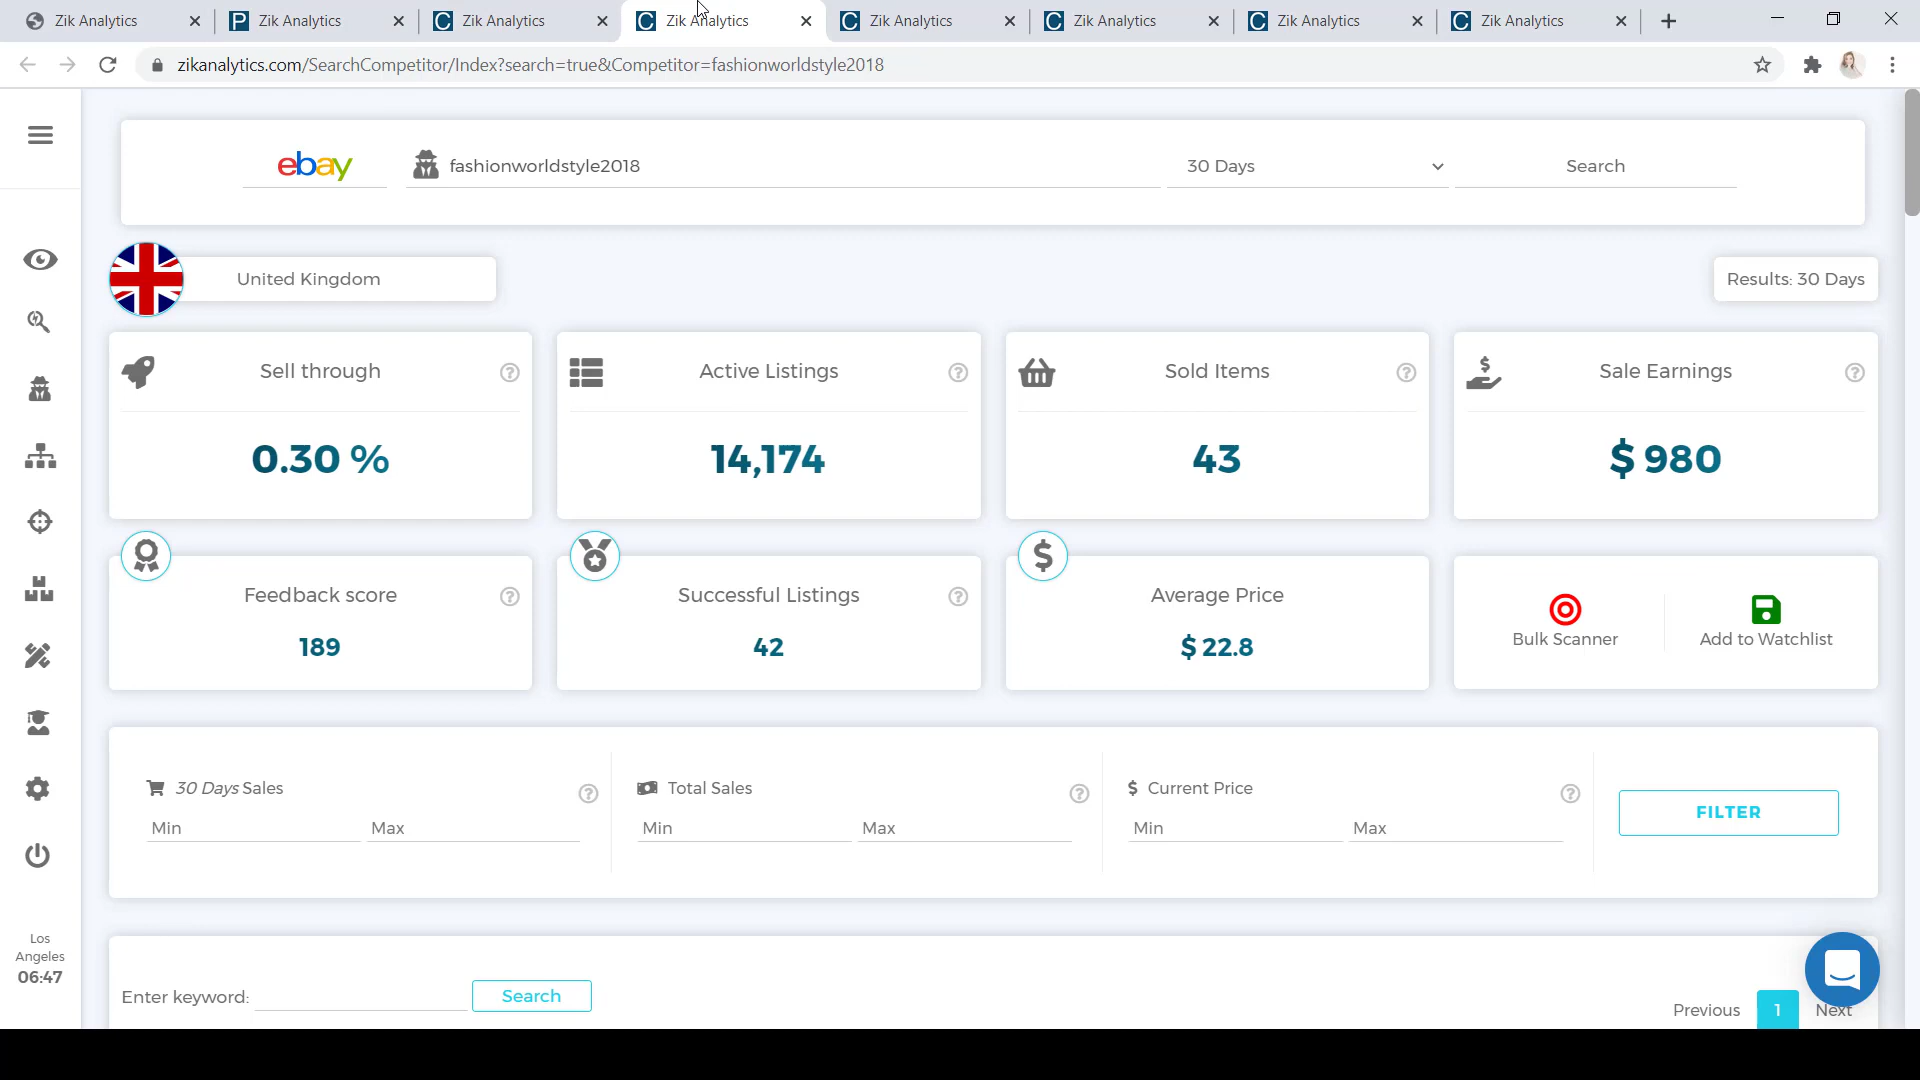 Zik Analytics Zik Analytics Zik Analytics Zik Analytics Zik Analytics Zik Analytics Zik Analytics Zik Analytics
zikanalytics.com/SearchCompetitor/Index?search=true&Competitor=fashionworldstyle2018
ebay fashionworldstyle2018 30 Days Search
United Kingdom Results: 30 Days
Sell through Active Listings Sold Items Sale Earnings
0.30 % 14,174 43 $ 980
Feedback score Successful Listings Average Price
189 42 $ 22.8
Bulk Scanner Add to Watchlist
30 Days Sales Total Sales Current Price
Min Max Min Max Min Max
FILTER
Los
Angeles
06:47
Enter keyword: Search
Previous 1 Next